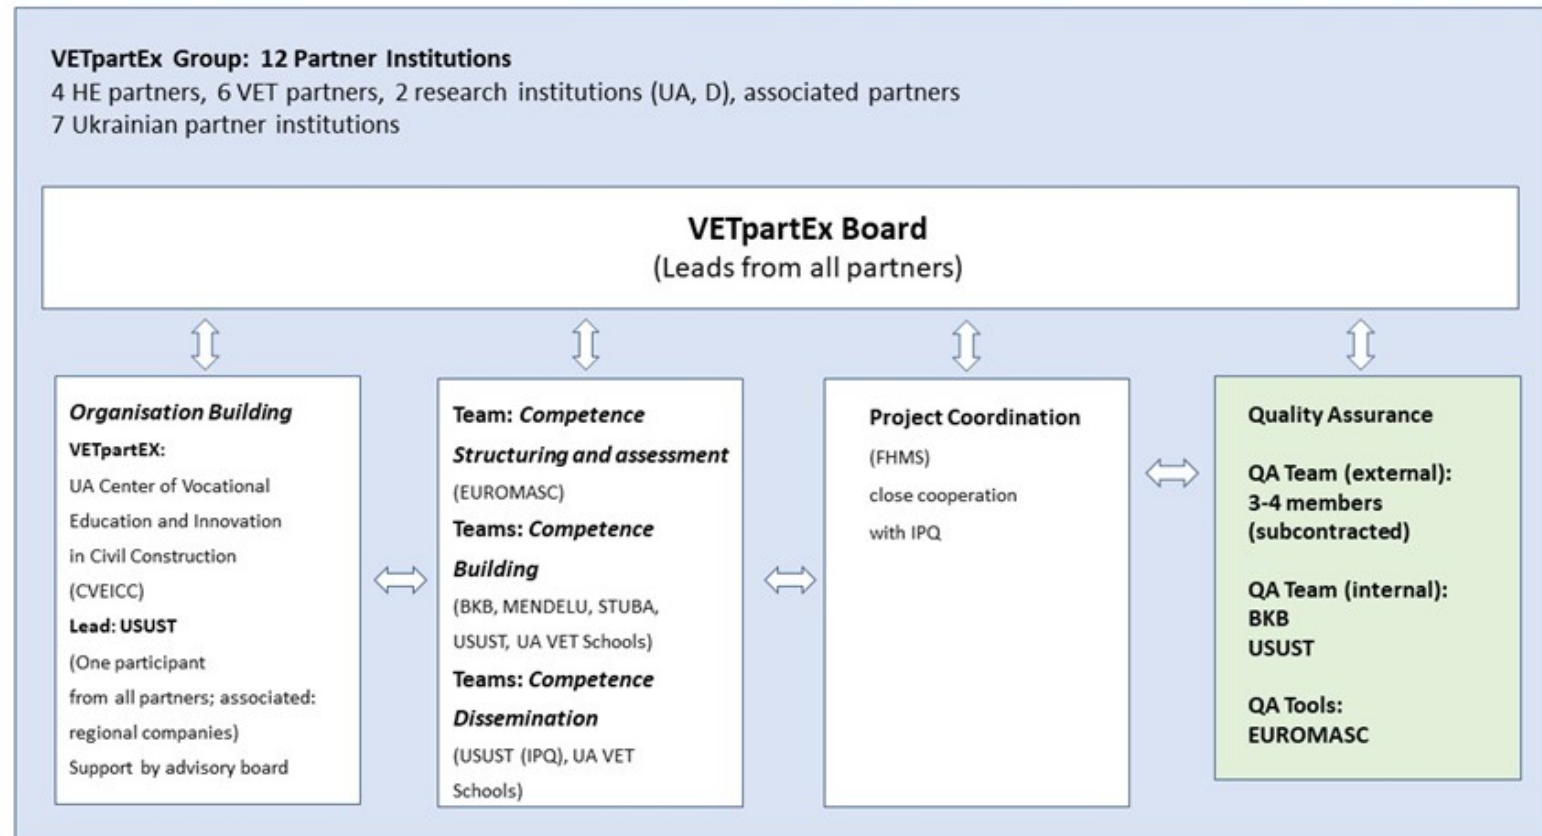 VETpartEx Group: 12 Partner Institutions
4 HE partners, 6 VET partners, 2 research institutions (UA, D), associated partners
7 Ukrainian partner institutions
VETpartEx Board
(Leads from all partners)
Organisation Building
VETpartEX:
UA Center of Vocational
Education and Innovation
in Civil Construction
(CVEICC)
Lead: USUST
(One participant
from all partners; associated:
regional companies)
Support by advisory board
Team: Competence
Structuring and assessment
(EUROMASC)
Teams: Competence
Building
(BKB, MENDELU, STUBA,
USUST, UA VET Schools)
Teams: Competence
Dissemination
(USUST (IPQ), UA VET
Schools)
Project Coordination
(FHMS)
close cooperation
with IPQ
Quality Assurance
QA Team (external):
3-4 members
(subcontracted)
QA Team (internal):
BKB
USUST
QA Tools:
EUROMASC